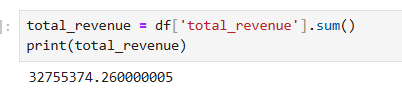 ]: total_revenue = df['total_revenue'].sum()
print(total_revenue)
32755374.260000005